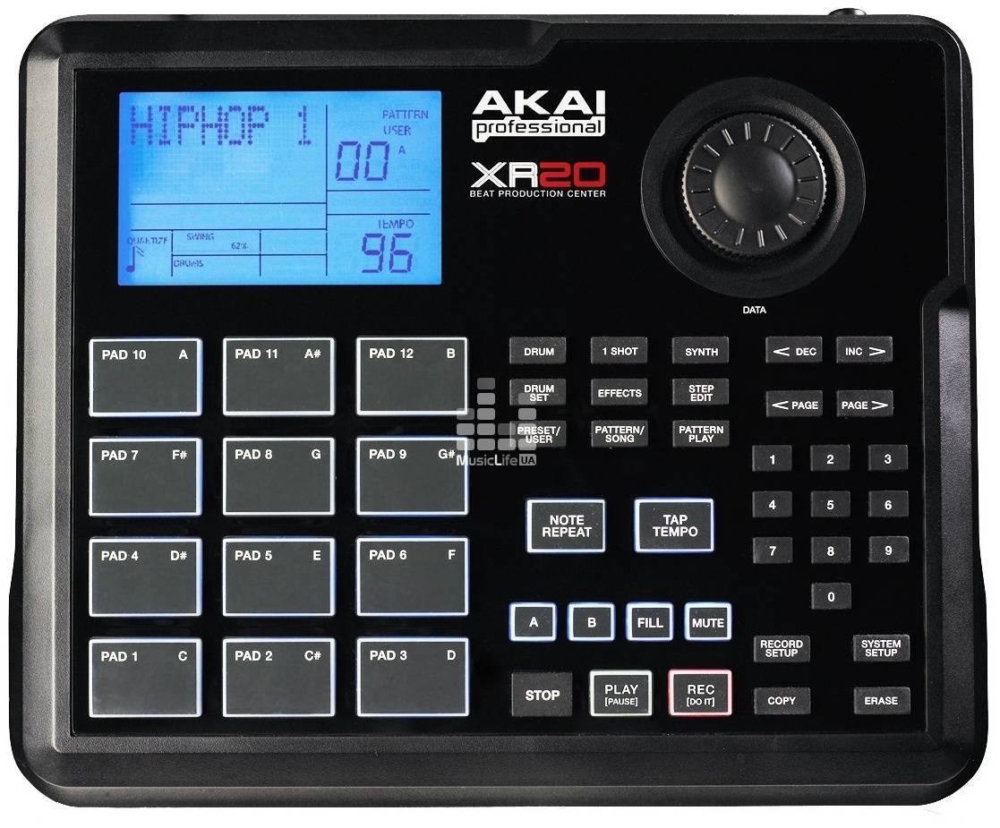 HIPHOP 1
PATTERN
USER
00 A
TEMPO
96
QUANTIZE
SWING
62%
DRUMS
AKAI
professional
XR20
BEAT PRODUCTION CENTER
DATA
PAD 10 A
PAD 11 A#
PAD 12 B
PAD 7 F#
PAD 8 G
PAD 9 G#
PAD 4 D#
PAD 5 E
PAD 6 F
PAD 1 C
PAD 2 C#
PAD 3 D
DRUM
1 SHOT
SYNTH
DRUM
SET
EFFECTS
STEP
EDIT
PRESET/
USER
PATTERN/
SONG
PATTERN
PLAY
MusicLife UA
NOTE
REPEAT
TAP
TEMPO
A
B
FILL
MUTE
STOP
PLAY
[PAUSE]
REC
[DO IT]
< DEC
INC >
< PAGE
PAGE >
1
2
3
4
5
6
7
8
9
0
RECORD
SETUP
SYSTEM
SETUP
COPY
ERASE